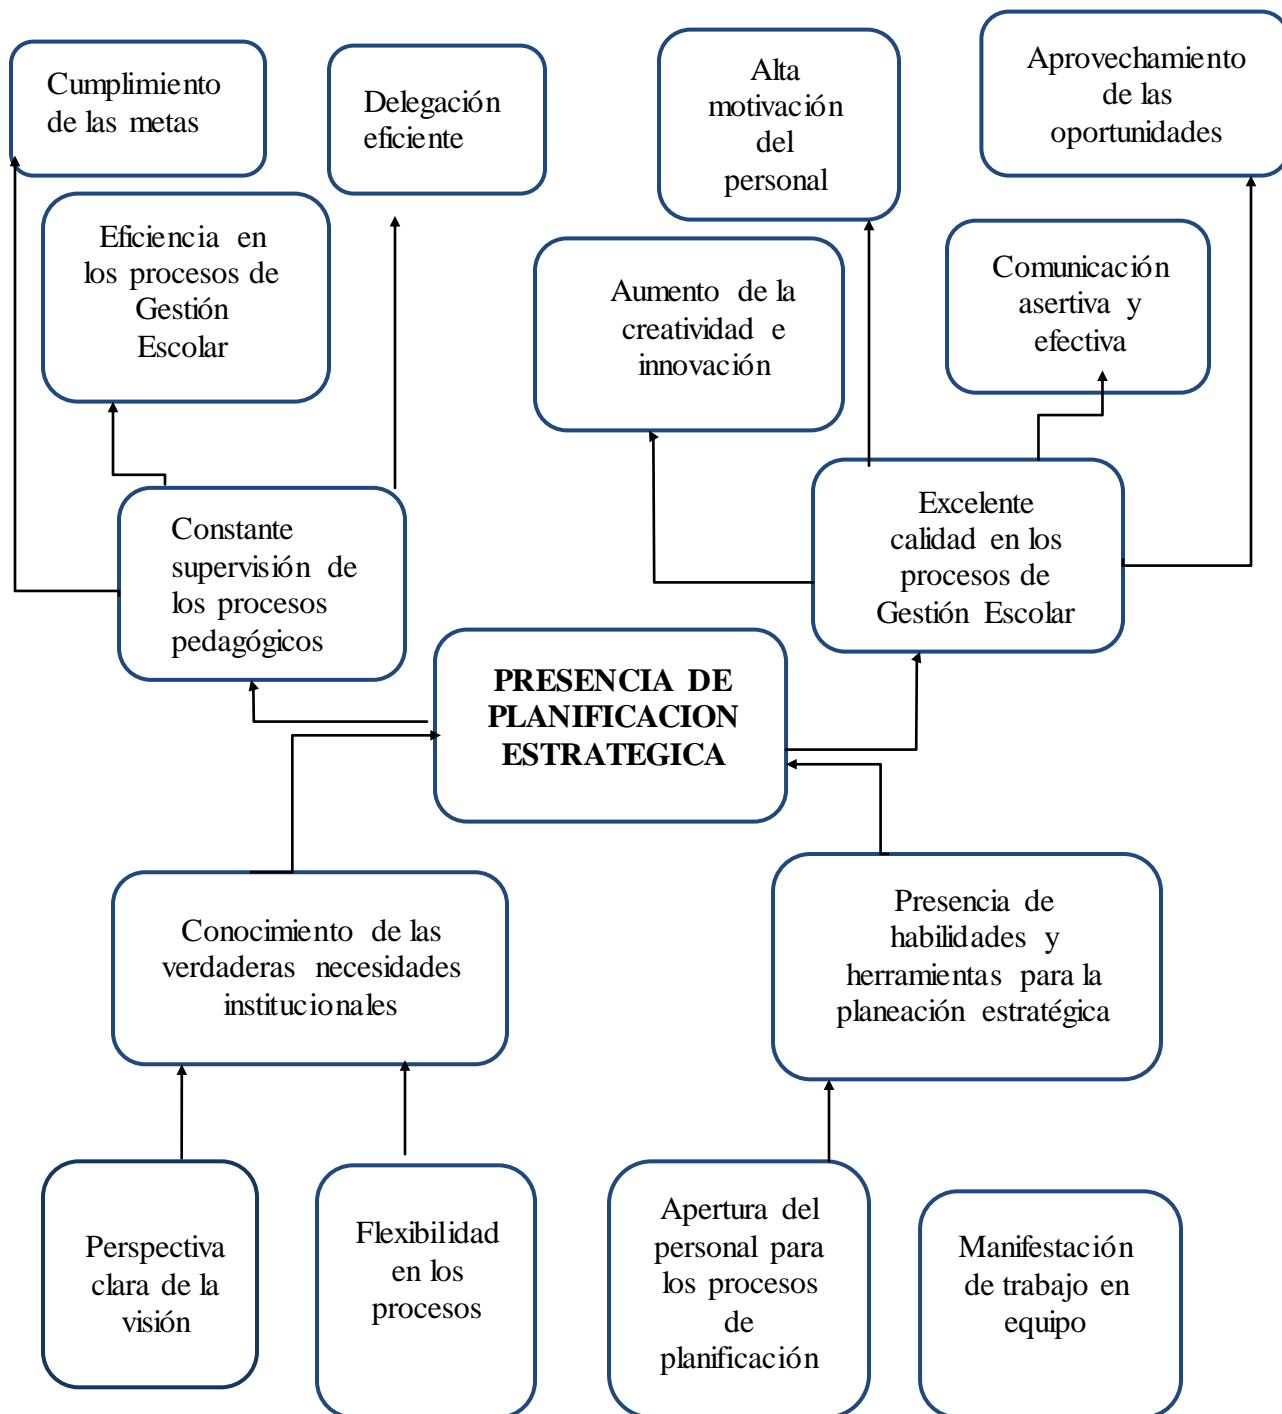 Cumplimiento
de las metas
Delegación
eficiente
Alta
motivación
del
personal
Aprovechamiento
de las
oportunidades
Eficiencia en
los procesos de
Gestión
Escolar
Aumento de la
creatividad e
innovación
Comunicación
asertiva y
efectiva
Constante
supervisión de
los procesos
pedagógicos
Excelente
calidad en los
procesos de
Gestión Escolar
PRESENCIA DE
PLANIFICACION
ESTRATEGICA
Conocimiento de las
verdaderas necesidades
institucionales
Presencia de
habilidades y
herramientas para la
planeación estratégica
Perspectiva
clara de la
visión
Flexibilidad
en los
procesos
Apertura del
personal para
los procesos
de
planificación
Manifestación
de trabajo en
equipo